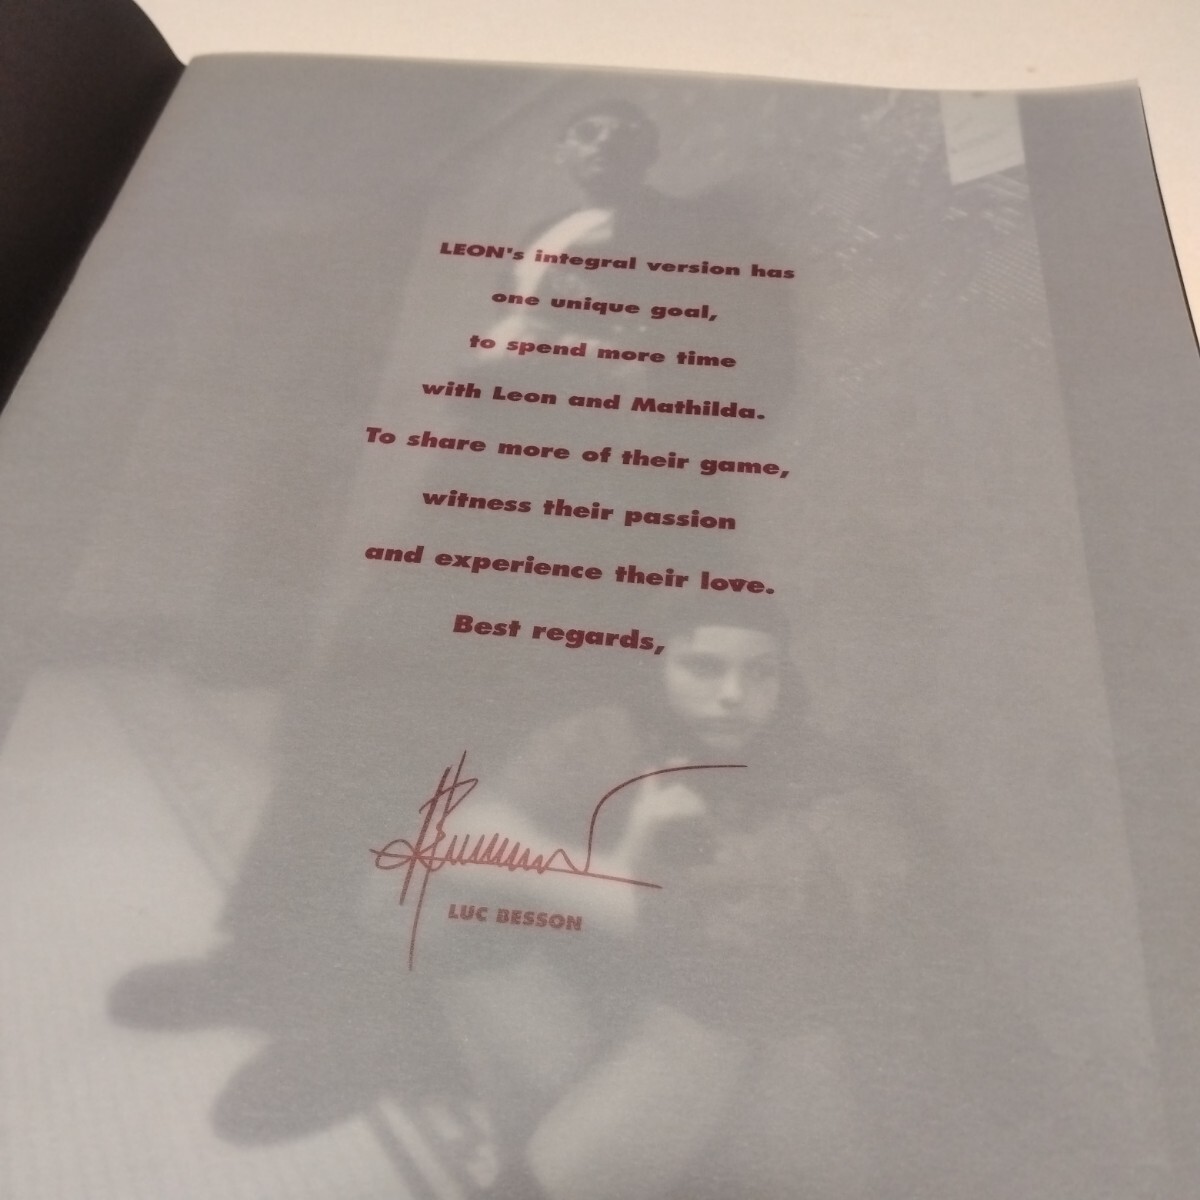 LEON's integral version has
one unique goal,
to spend more time
with Leon and Mathilda.
To share more of their game,
witness their passion
and experience their love.
Best regards,
LUC BESSON